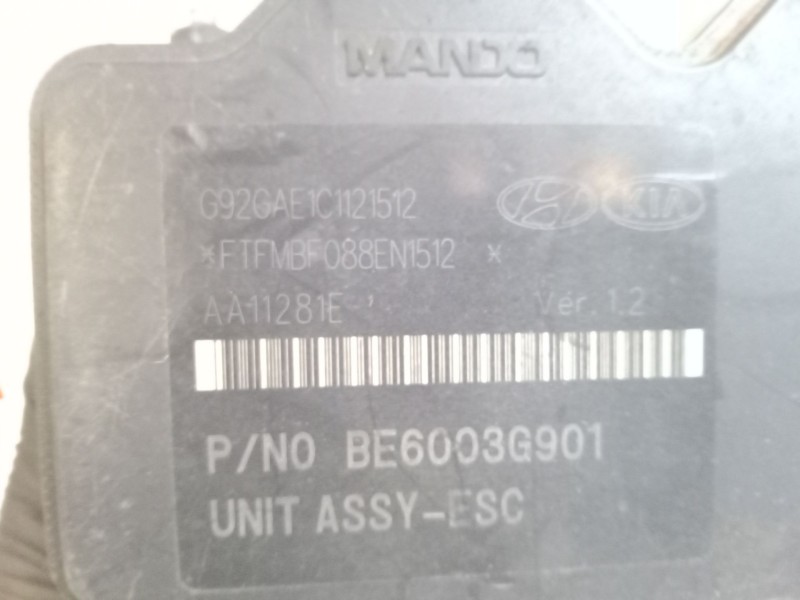 MANDO
G92GAE1C1121512
*FTFMBF088EN1512 *
KIA
AA11281E-' Ver. 1.2
P/NO BE6003G901
UNIT ASSY-ESC